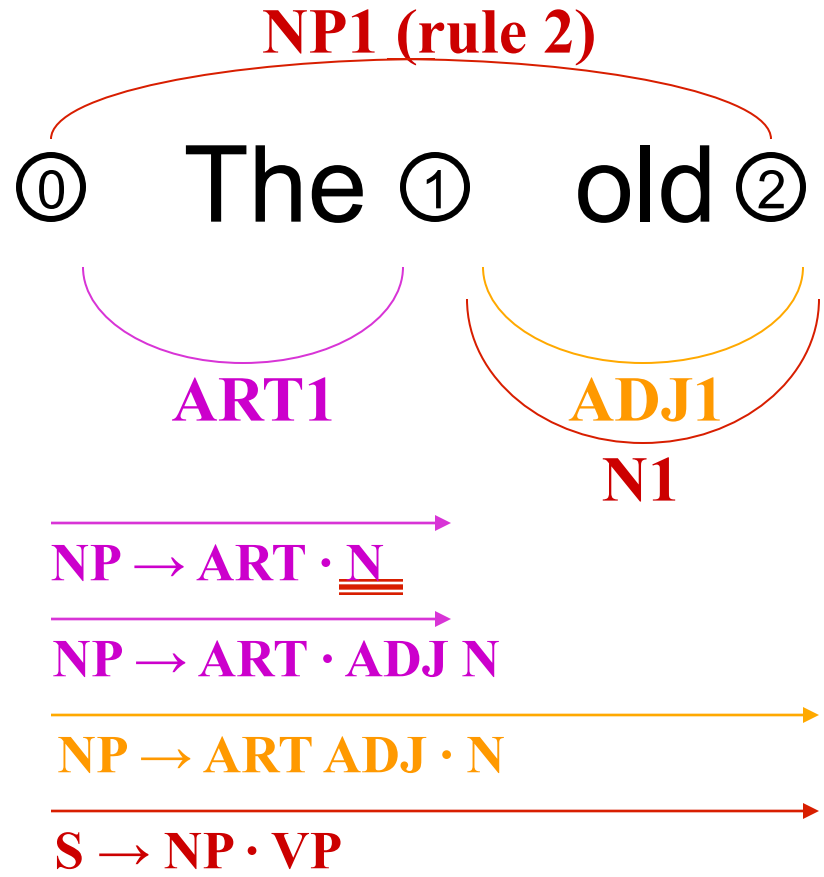 NP1 (rule 2)
0 The 1 old 2
ART1 ADJ1
N1
NP → ART · N
NP → ART · ADJ N
NP → ART ADJ · N
S → NP · VP